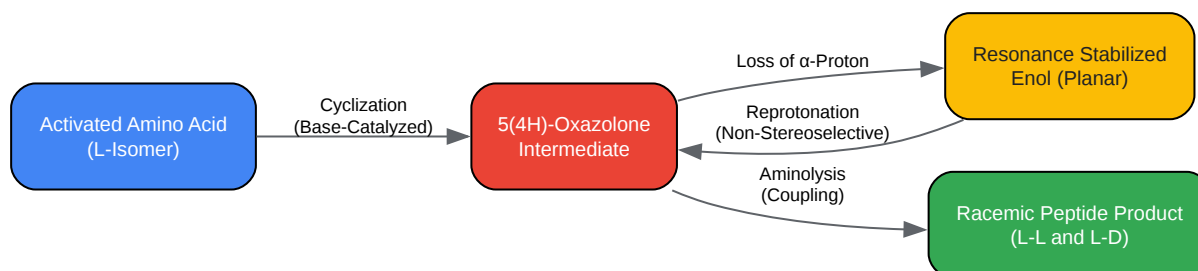 Activated Amino Acid
(L-Isomer)
Cyclization
(Base-Catalyzed)
5(4H)-Oxazolone
Intermediate
Loss of α-Proton
Resonance Stabilized
Enol (Planar)
Reprotonation
(Non-Stereoselective)
Aminolysis
(Coupling)
Racemic Peptide Product
(L-L and L-D)